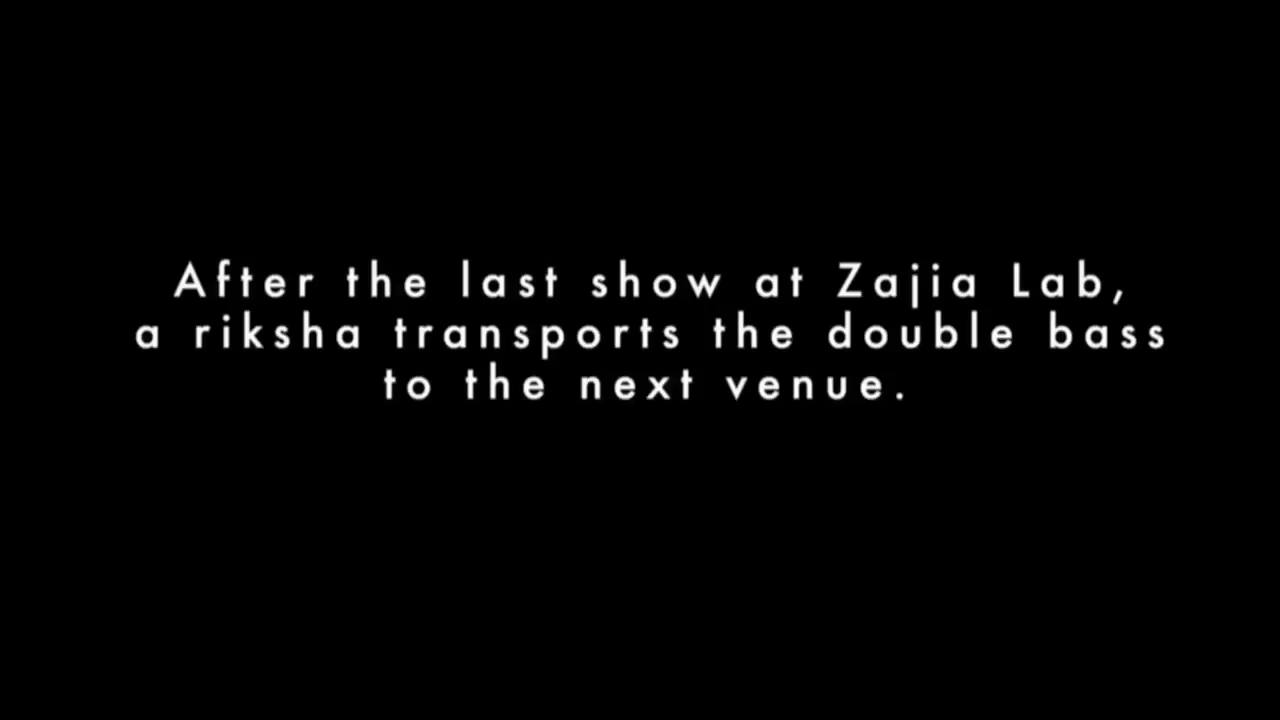 After the last show at Zajia Lab,
a riksha transports the double bass
to the next venue.